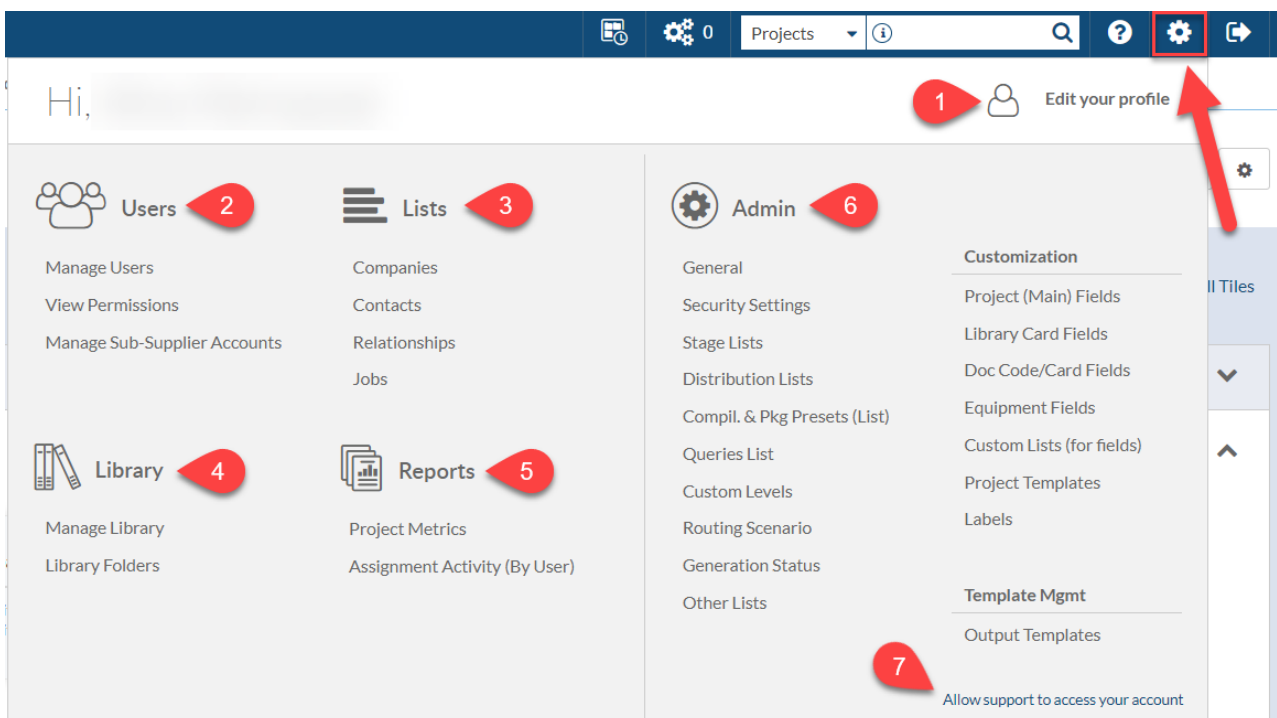 0 Projects
Hi,
1 Edit your profile
Users 2
Manage Users
View Permissions
Manage Sub-Supplier Accounts
Lists 3
Companies
Contacts
Relationships
Jobs
Library 4
Manage Library
Library Folders
Reports 5
Project Metrics
Assignment Activity (By User)
Admin 6
General
Security Settings
Stage Lists
Distribution Lists
Compil. & Pkg Presets (List)
Queries List
Custom Levels
Routing Scenario
Generation Status
Other Lists
Customization
Project (Main) Fields
Library Card Fields
Doc Code/Card Fields
Equipment Fields
Custom Lists (for fields)
Project Templates
Labels
Template Mgmt
Output Templates
7
Allow support to access your account
ll Tiles